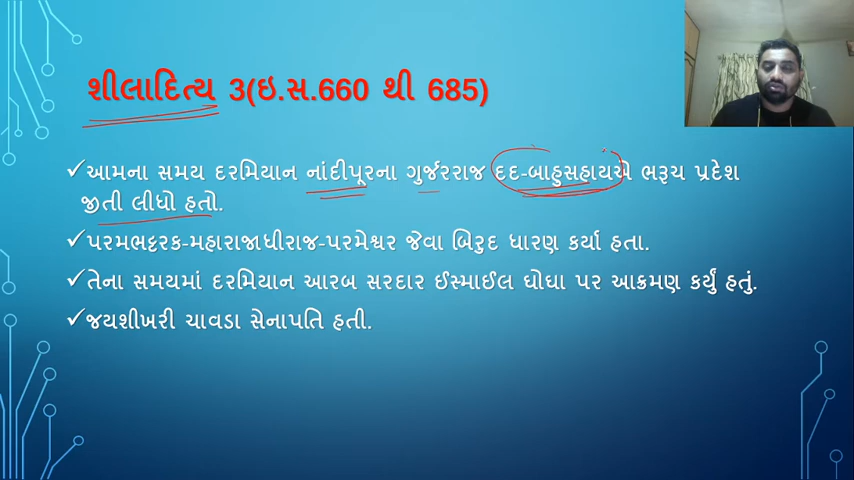 શીલાદિત્ય 3(ઇ.સ.660 થી 685)
✓આમના સમય દરમિયાન નાંદીપૂરના ગુર્જરરાજ દદ-બાહુસહાયએ ભરૂચ પ્રદેશ
જીતી લીધો હતો.
✓પરમભટ્ટરક-મહારાજાધીરાજ-પરમેશ્વર જેવા બિરુદ ધારણ કર્યા હતા.
✓તેના સમયમાં દરમિયાન આરબ સરદાર ઈસ્માઈલ ઘોઘા પર આક્રમણ કર્યું હતું.
✓જયશીખરી ચાવડા સેનાપતિ હતી.